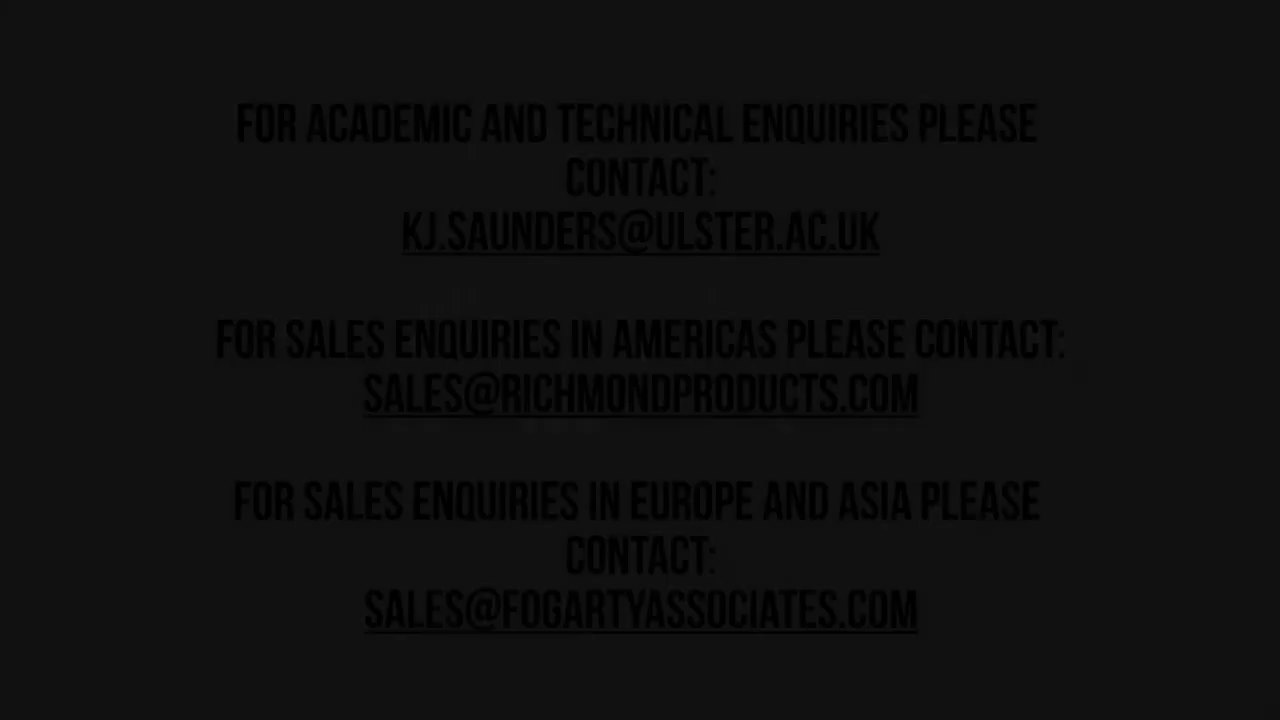 FOR ACADEMIC AND TECHNICAL ENQUIRIES PLEASE
CONTACT:
KJ.SAUNDERS@ULSTER.AC.UK
FOR SALES ENQUIRIES IN AMERICAS PLEASE CONTACT:
SALES@RICHMONDPRODUCTS.COM
FOR SALES ENQUIRIES IN EUROPE AND ASIA PLEASE
CONTACT:
SALES@FOGARTYASSOCIATES.COM